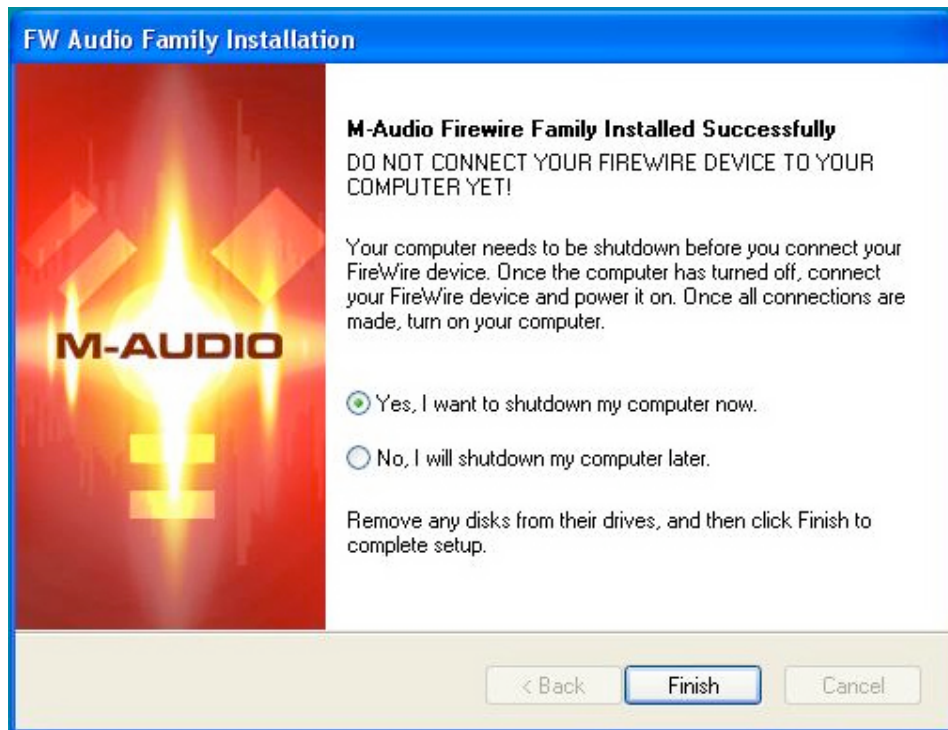 FW Audio Family Installation
M-AUDIO
M-Audio Firewire Family Installed Successfully
DO NOT CONNECT YOUR FIREWIRE DEVICE TO YOUR
COMPUTER YET!
Your computer needs to be shutdown before you connect your
FireWire device. Once the computer has turned off, connect
your FireWire device and power it on. Once all connections are
made, turn on your computer.
Yes, I want to shutdown my computer now.
No, I will shutdown my computer later.
Remove any disks from their drives, and then click Finish to
complete setup.
< Back Finish Cancel